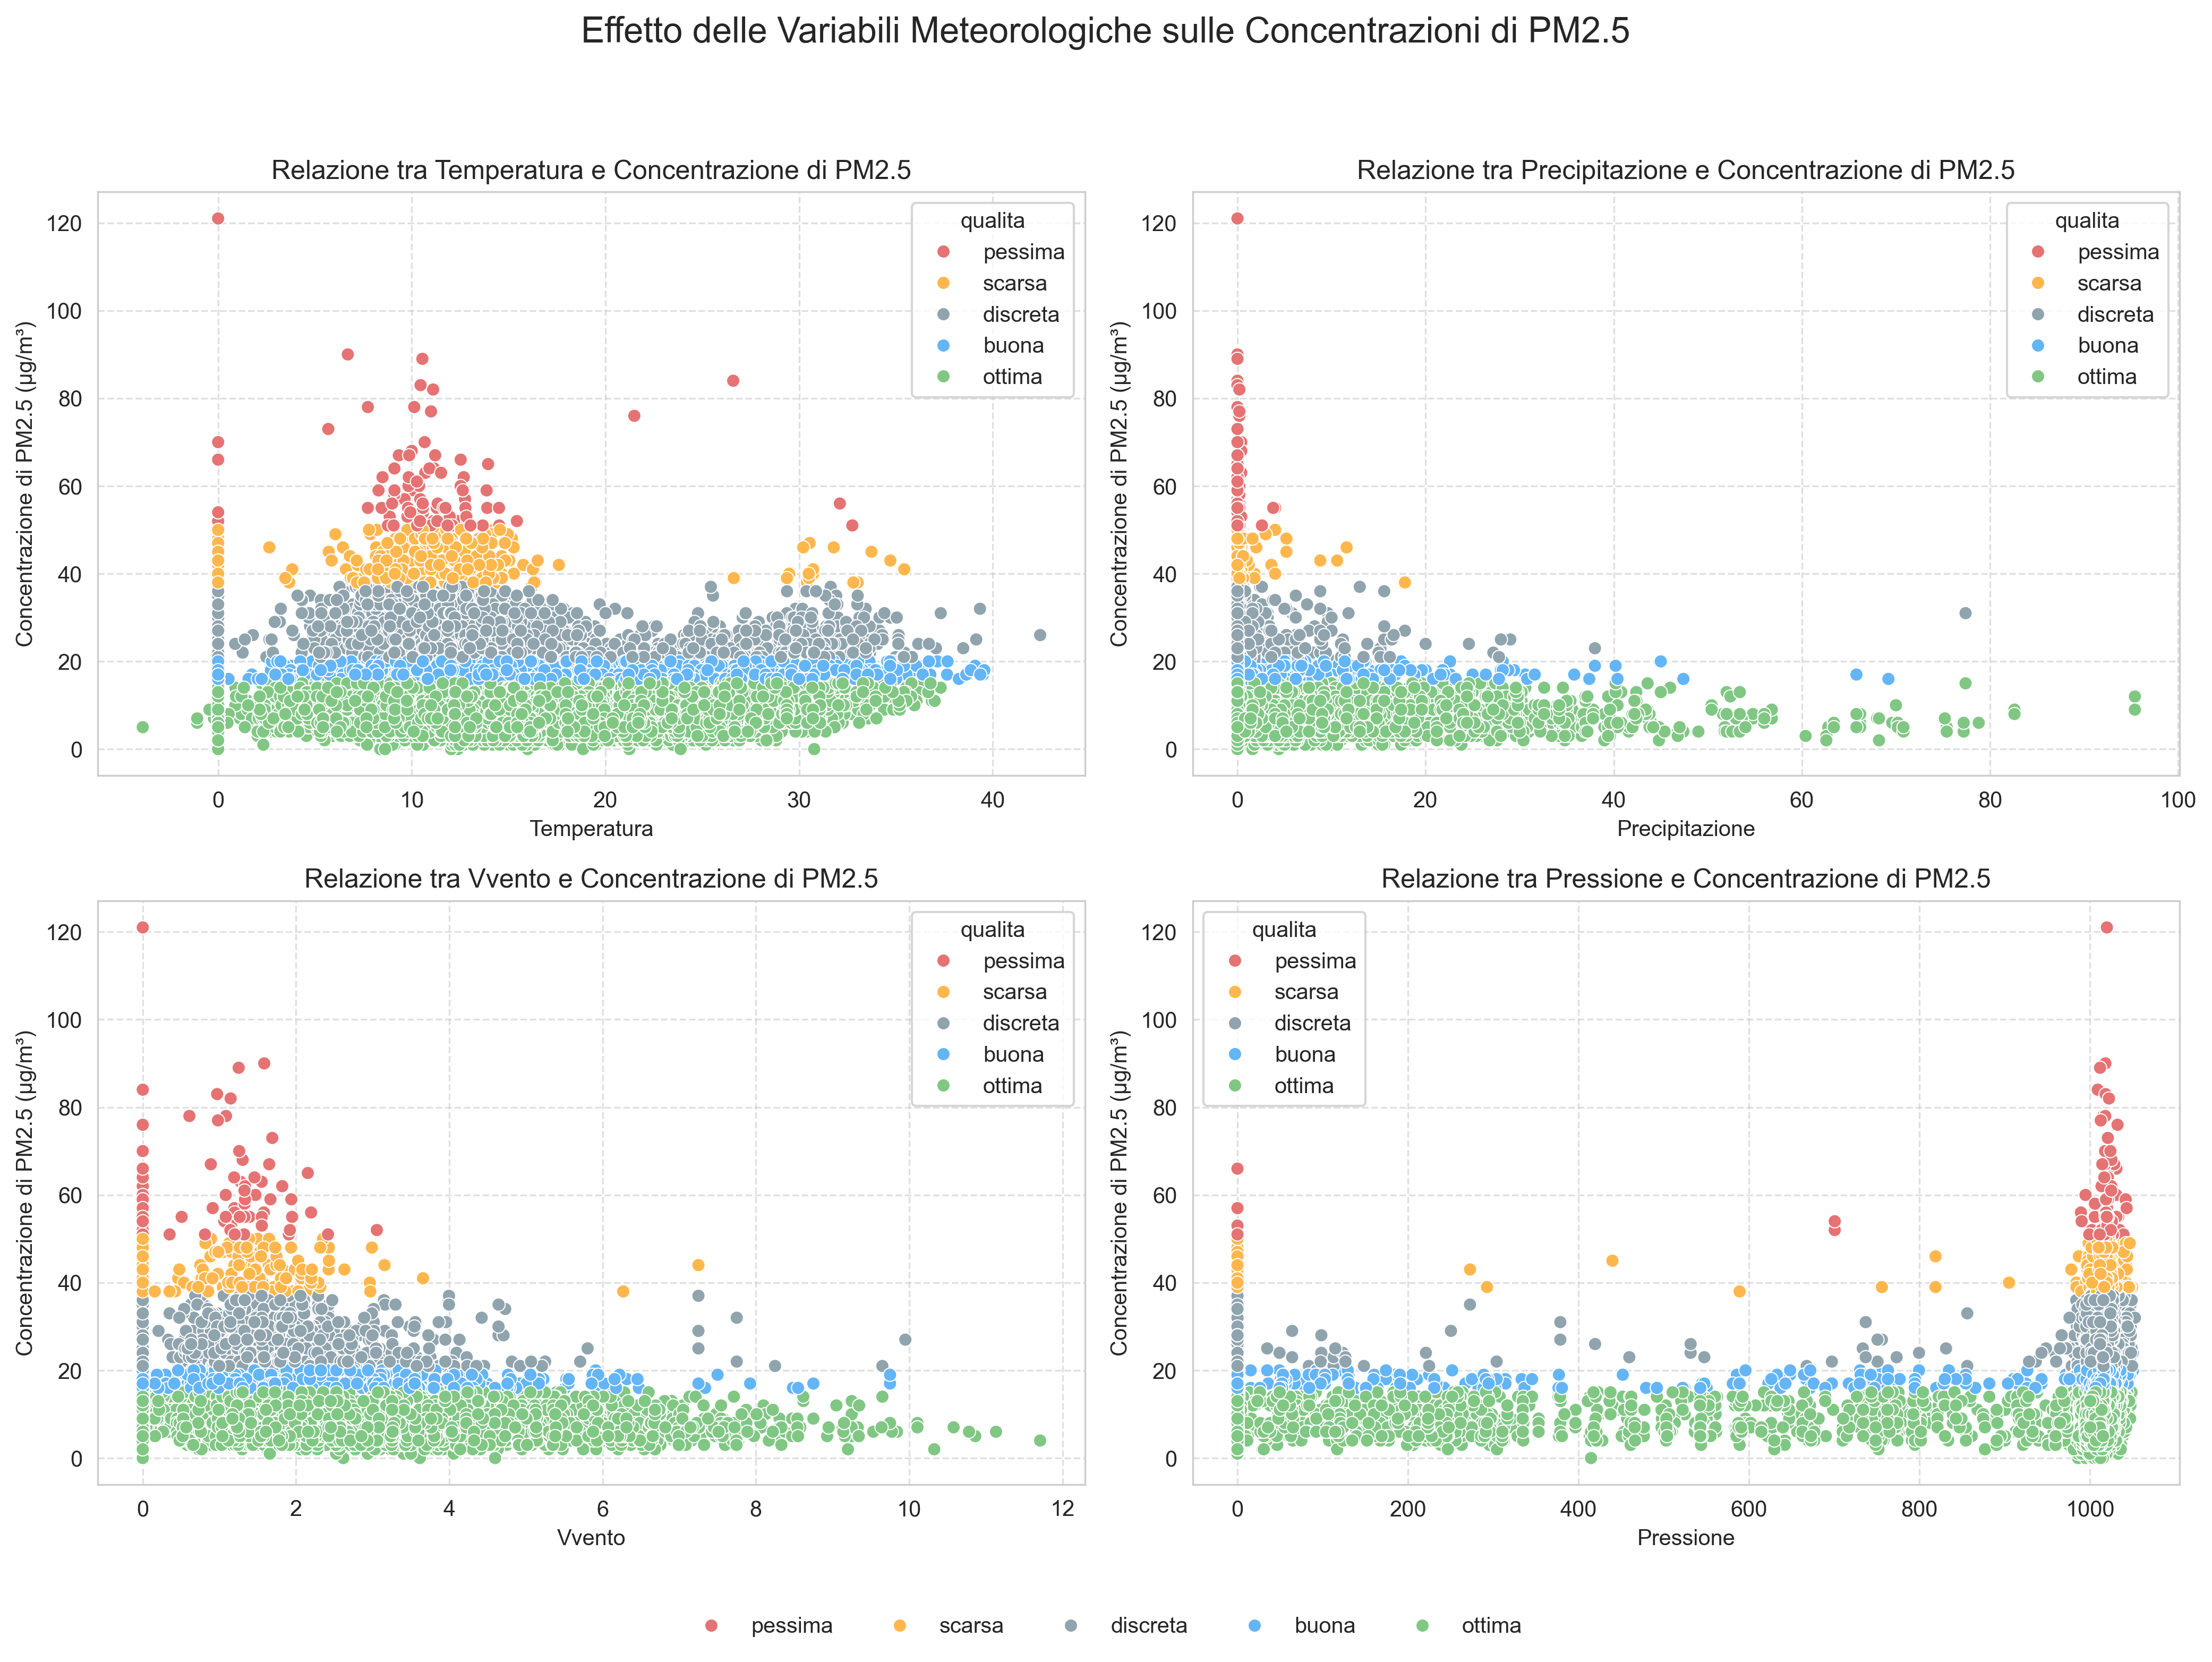 Effetto delle Variabili Meteorologiche sulle Concentrazioni di PM2.5
Relazione tra Temperatura e Concentrazione di PM2.5
Concentrazione di PM2.5 (µg/m³)
120
100
80
60
40
20
0
0 10 20 30 40
Temperatura
qualita
pessima
scarsa
discreta
buona
ottima
Relazione tra Precipitazione e Concentrazione di PM2.5
Concentrazione di PM2.5 (µg/m³)
120
100
80
60
40
20
0
0 20 40 60 80 100
Precipitazione
qualita
pessima
scarsa
discreta
buona
ottima
Relazione tra Vvento e Concentrazione di PM2.5
Concentrazione di PM2.5 (µg/m³)
120
100
80
60
40
20
0
0 2 4 6 8 10 12
Vvento
qualita
pessima
scarsa
discreta
buona
ottima
Relazione tra Pressione e Concentrazione di PM2.5
Concentrazione di PM2.5 (µg/m³)
120
100
80
60
40
20
0
0 200 400 600 800 1000
Pressione
qualita
pessima
scarsa
discreta
buona
ottima
pessima scarsa discreta buona ottima